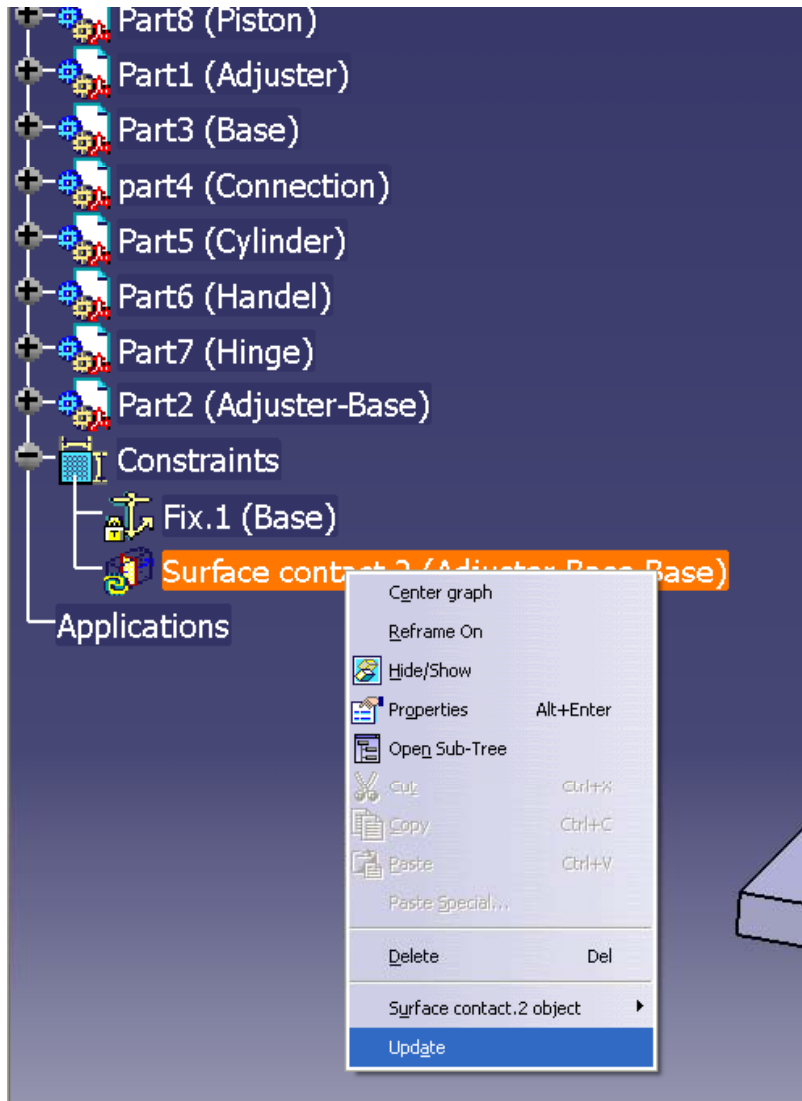 Part8 (Piston)
Part1 (Adjuster)
Part3 (Base)
part4 (Connection)
Part5 (Cylinder)
Part6 (Handel)
Part7 (Hinge)
Part2 (Adjuster-Base)
Constraints
Fix.1 (Base)
Surface contact.2 (Adjuster-Base-Base)
Applications
Center graph
Reframe On
Hide/Show
Properties Alt+Enter
Open Sub-Tree
Cut Ctrl+X
Copy Ctrl+C
Paste Ctrl+V
Paste Special...
Delete Del
Surface contact.2 object
Update